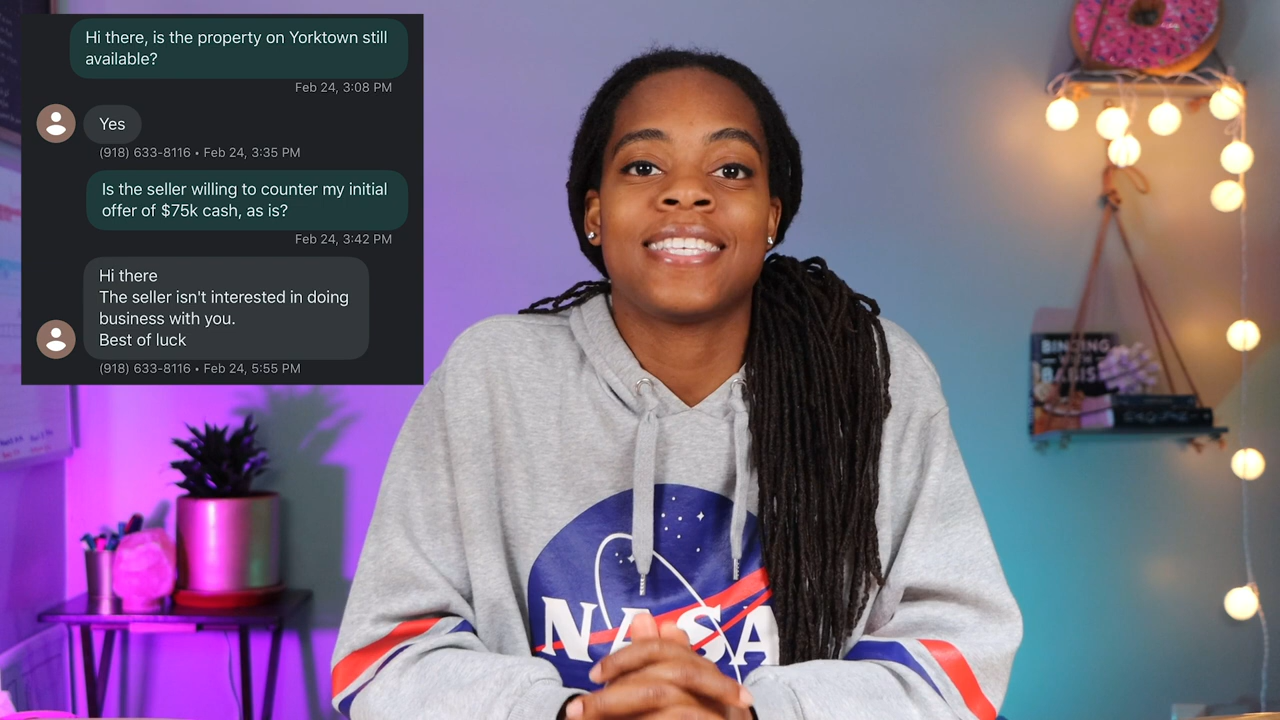 Hi there, is the property on Yorktown still
available?
Feb 24, 3:08 PM
Yes
(918) 633-8116 • Feb 24, 3:35 PM
Is the seller willing to counter my initial
offer of $75k cash, as is?
Feb 24, 3:42 PM
Hi there
The seller isn't interested in doing
business with you.
Best of luck
(918) 633-8116 • Feb 24, 5:55 PM
NASA
BINGING
WITH
BABISH